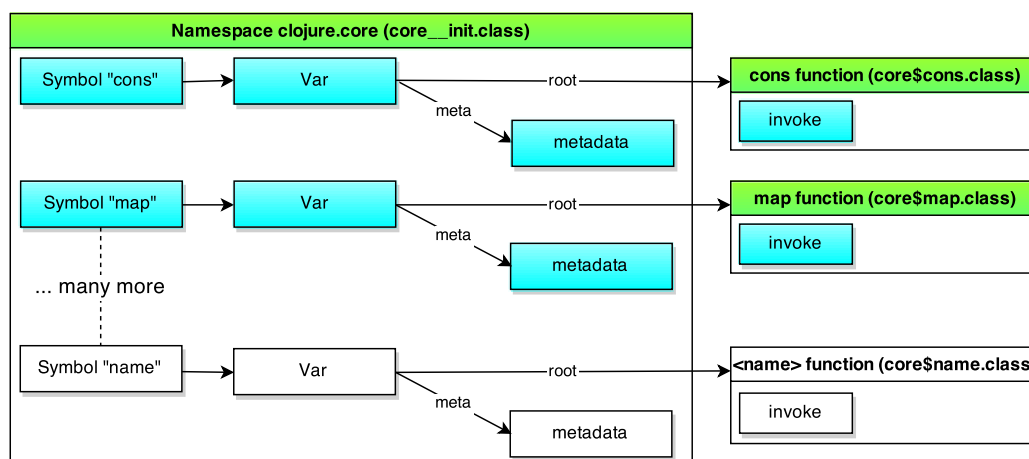 Namespace clojure.core (core__init.class)
Symbol "cons"
Var
root
cons function (core$cons.class)
meta
metadata
invoke
Symbol "map"
Var
root
map function (core$map.class)
meta
metadata
invoke
... many more
Symbol "name"
Var
root
<name> function (core$name.class
meta
metadata
invoke